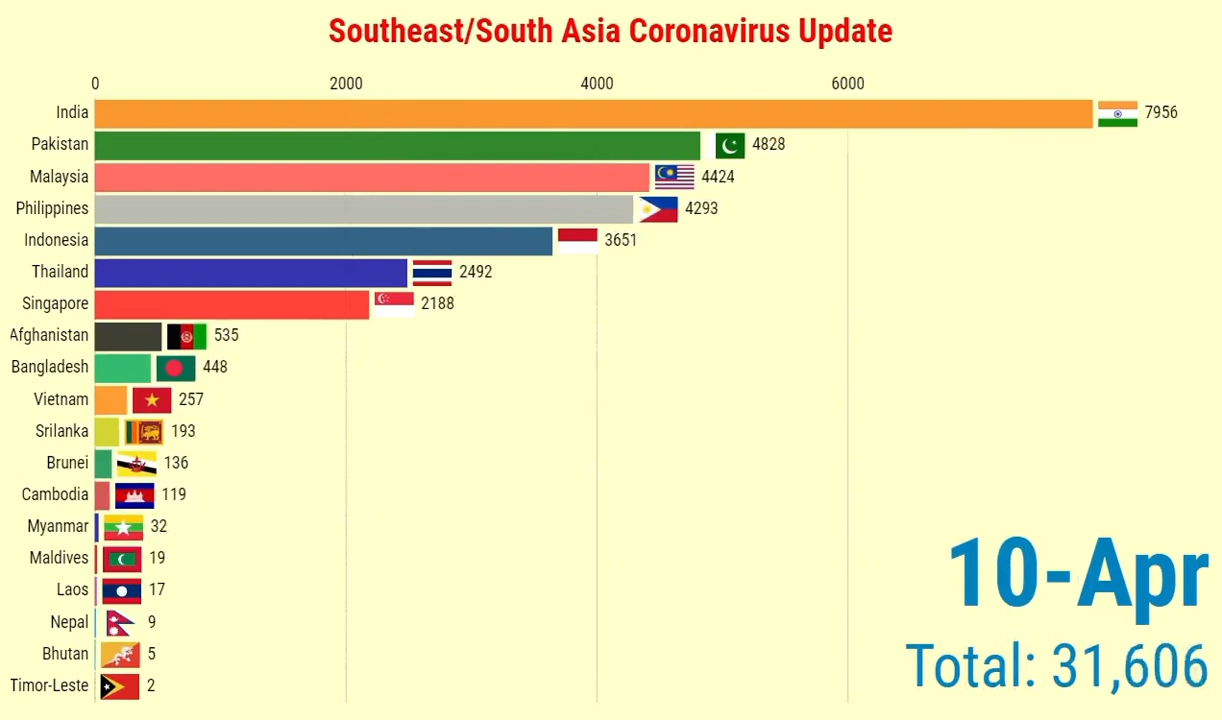 Southeast/South Asia Coronavirus Update
0 2000 4000 6000
India 7956
Pakistan 4828
Malaysia 4424
Philippines 4293
Indonesia 3651
Thailand 2492
Singapore 2188
Afghanistan 535
Bangladesh 448
Vietnam 257
Srilanka 193
Brunei 136
Cambodia 119
Myanmar 32
Maldives 19
Laos 17
Nepal 9
Bhutan 5
Timor-Leste 2
10-Apr
Total: 31,606